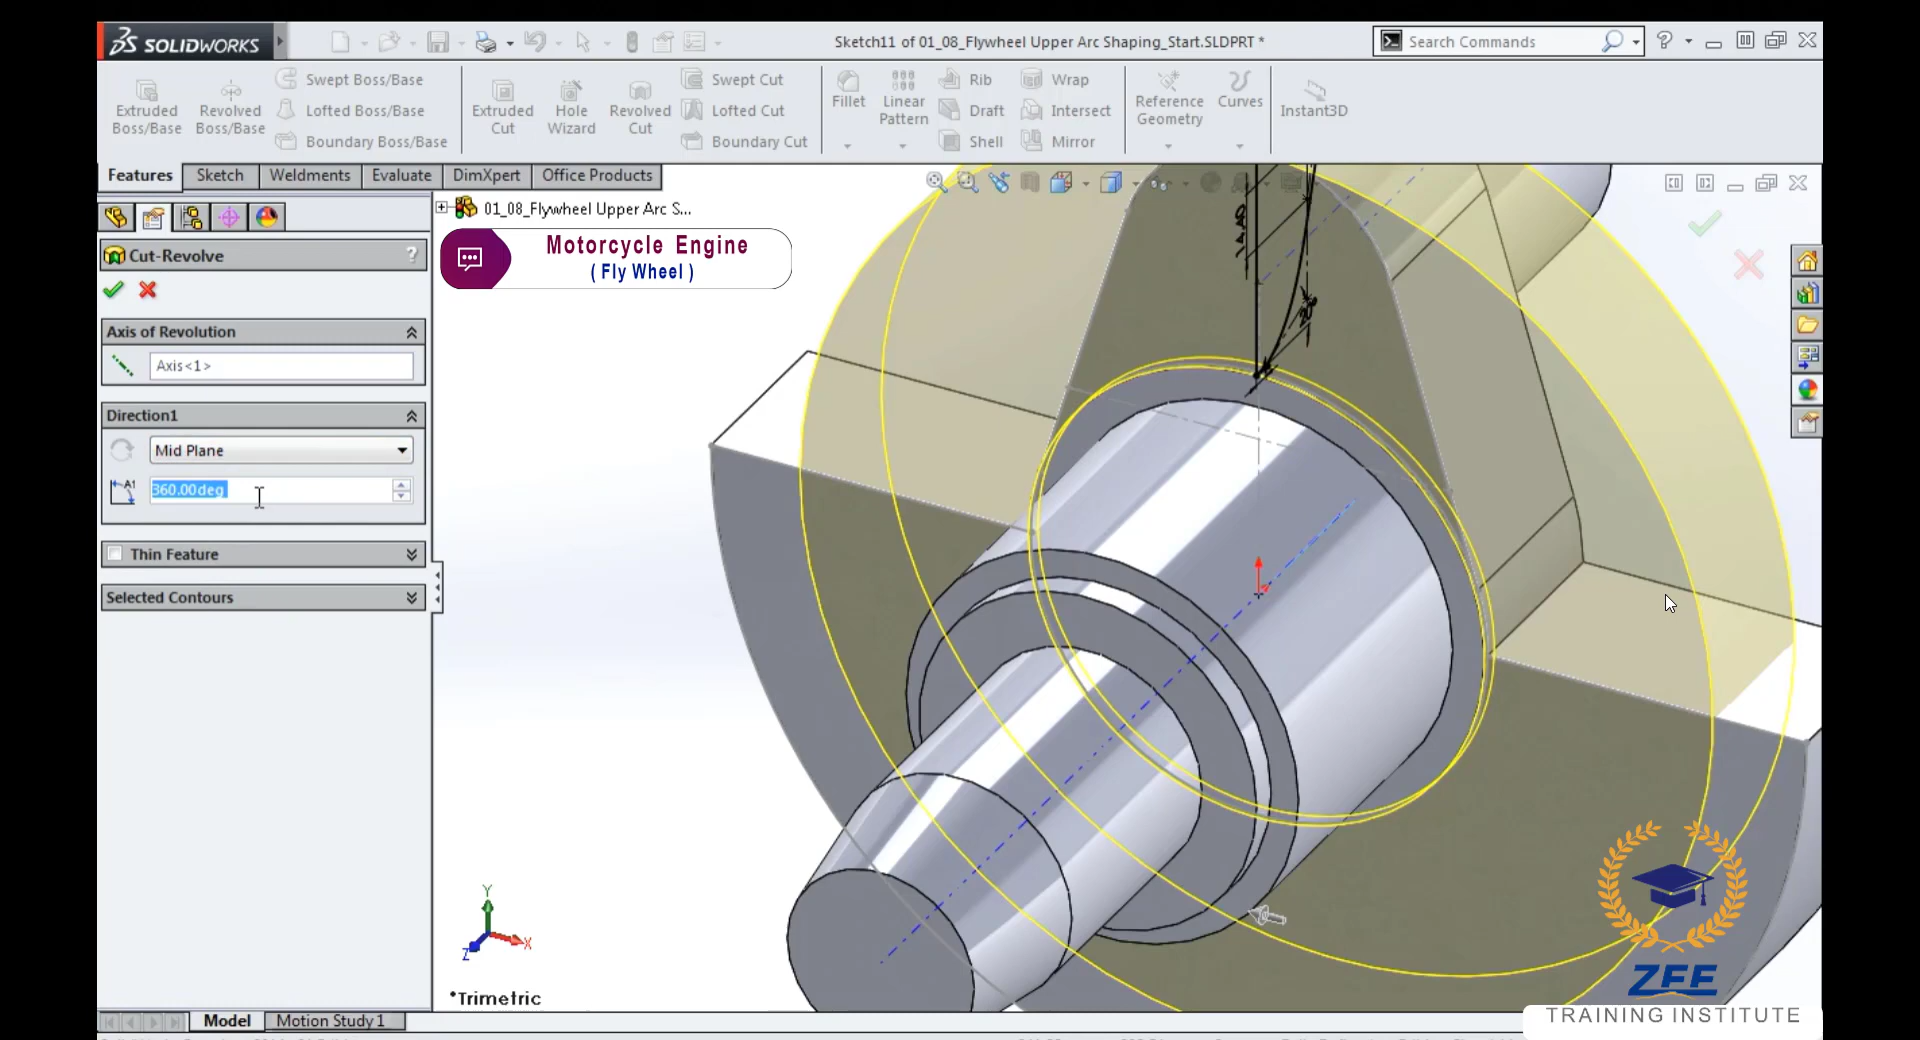 SOLIDWORKS
Sketch11 of 01_08_Flywheel Upper Arc Shaping_Start.SLDPRT *
Search Commands
Extruded Boss/Base
Revolved Boss/Base
Swept Boss/Base
Lofted Boss/Base
Boundary Boss/Base
Extruded Cut
Hole Wizard
Revolved Cut
Swept Cut
Lofted Cut
Boundary Cut
Fillet
Linear Pattern
Rib
Draft
Shell
Wrap
Intersect
Mirror
Reference Geometry
Curves
Instant3D
Features
Sketch
Weldments
Evaluate
DimXpert
Office Products
01_08_Flywheel Upper Arc S...
Motorcycle Engine
( Fly Wheel )
Cut-Revolve
?
Axis of Revolution
Axis<1>
Direction1
Mid Plane
A1
360.00deg
Thin Feature
Selected Contours
Y
X
Z
*Trimetric
Model
Motion Study 1
ZFE
TRAINING INSTITUTE